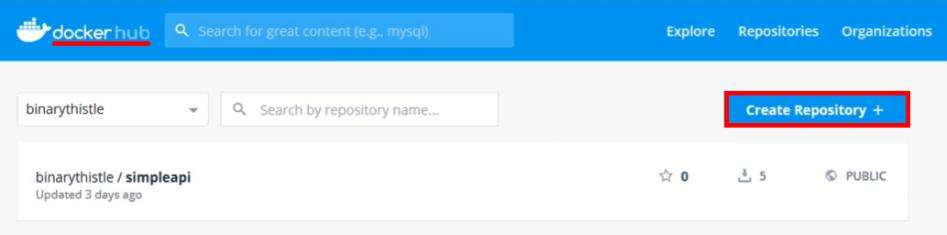 docker hub Search for great content (e.g., mysql) Explore Repositories Organizations
binarythistle Search by repository name... Create Repository +
binarythistle / simpleapi 0 5 PUBLIC
Updated 3 days ago